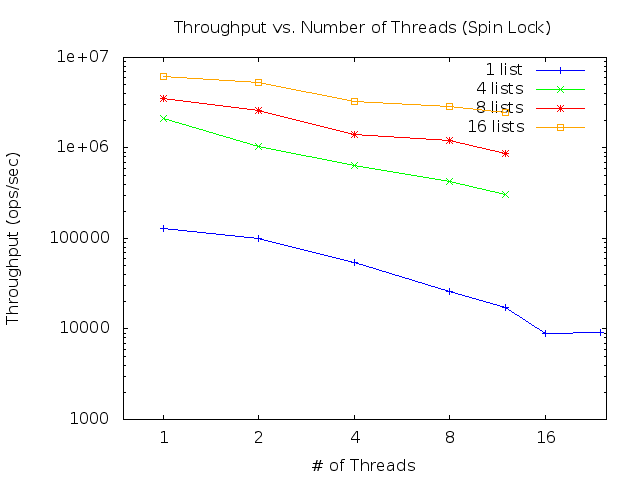 Throughput vs. Number of Threads (Spin Lock)
1e+07
1e+06
100000
10000
1000
Throughput (ops/sec)
1 list
4 lists
8 lists
16 lists
1 2 4 8 16
# of Threads